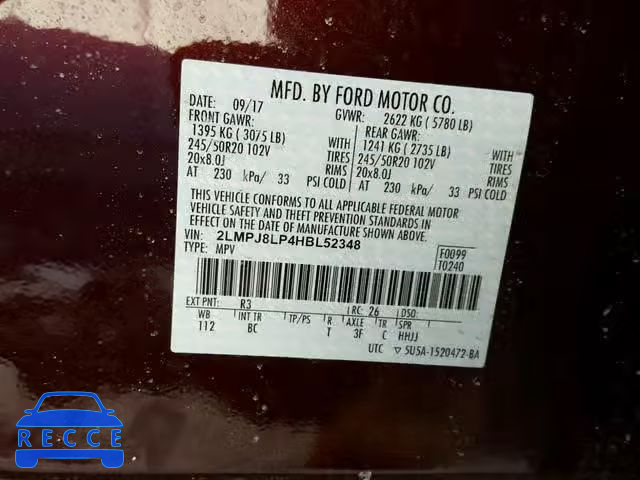 MFD. BY FORD MOTOR CO.
DATE: 09/17 GVWR: 2622 KG ( 5780 LB)
FRONT GAWR: REAR GAWR:
1395 KG ( 3075 LB) 1241 KG ( 2735 LB)
245/50R20 102V TIRES 245/50R20 102V TIRES
20x8.0J RIMS 20x8.0J RIMS
AT 230 kPa/ 33 PSI COLD AT 230 kPa/ 33 PSI COLD
THIS VEHICLE CONFORMS TO ALL APPLICABLE FEDERAL MOTOR
VEHICLE SAFETY AND THEFT PREVENTION STANDARDS IN
EFFECT ON THE DATE OF MANUFACTURE SHOWN ABOVE.
VIN: 2LMPJ8LP4HBL52348 F0099
TYPE: MPV T0240
EXT PNT: R3 RC: 26 DSO:
WB INT TR TP/PS R AXLE TR SPR
112 BC T 3F C HHJJ
UTC ▽ 5U5A-1520472-BA
RECCE